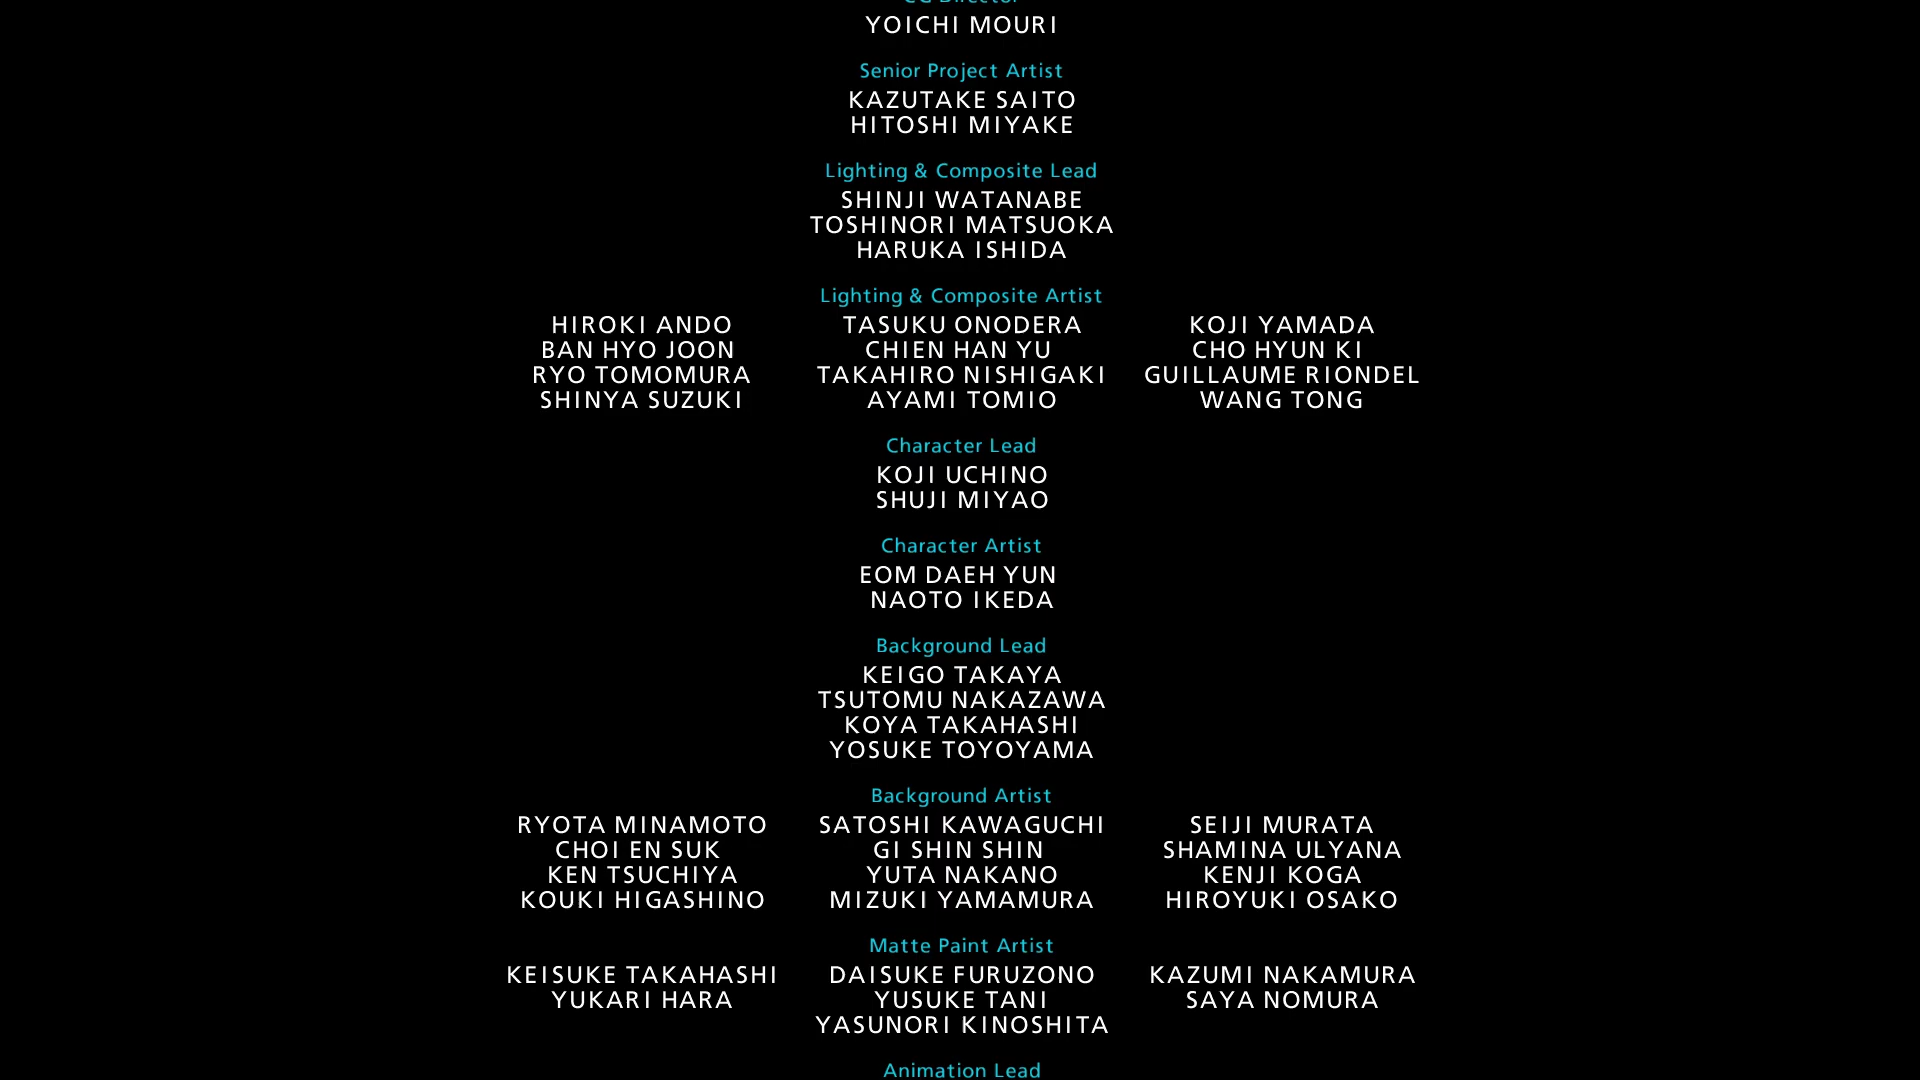 CG Director
YOICHI MOURI
Senior Project Artist
KAZUTAKE SAITO
HITOSHI MIYAKE
Lighting & Composite Lead
SHINJI WATANABE
TOSHINORI MATSUOKA
HARUKA ISHIDA
Lighting & Composite Artist
HIROKI ANDO TASUKU ONODERA KOJI YAMADA
BAN HYO JOON CHIEN HAN YU CHO HYUN KI
RYO TOMOMURA TAKAHIRO NISHIGAKI GUILLAUME RIONDEL
SHINYA SUZUKI AYAMI TOMIO WANG TONG
Character Lead
KOJI UCHINO
SHUJI MIYAO
Character Artist
EOM DAEH YUN
NAOTO IKEDA
Background Lead
KEIGO TAKAYA
TSUTOMU NAKAZAWA
KOYA TAKAHASHI
YOSUKE TOYOYAMA
Background Artist
RYOTA MINAMOTO SATOSHI KAWAGUCHI SEIJI MURATA
CHOI EN SUK GI SHIN SHIN SHAMINA ULYANA
KEN TSUCHIYA YUTA NAKANO KENJI KOGA
KOUKI HIGASHINO MIZUKI YAMAMURA HIROYUKI OSAKO
Matte Paint Artist
KEISUKE TAKAHASHI DAISUKE FURUZONO KAZUMI NAKAMURA
YUKARI HARA YUSUKE TANI SAYA NOMURA
YASUNORI KINOSHITA
Animation Lead